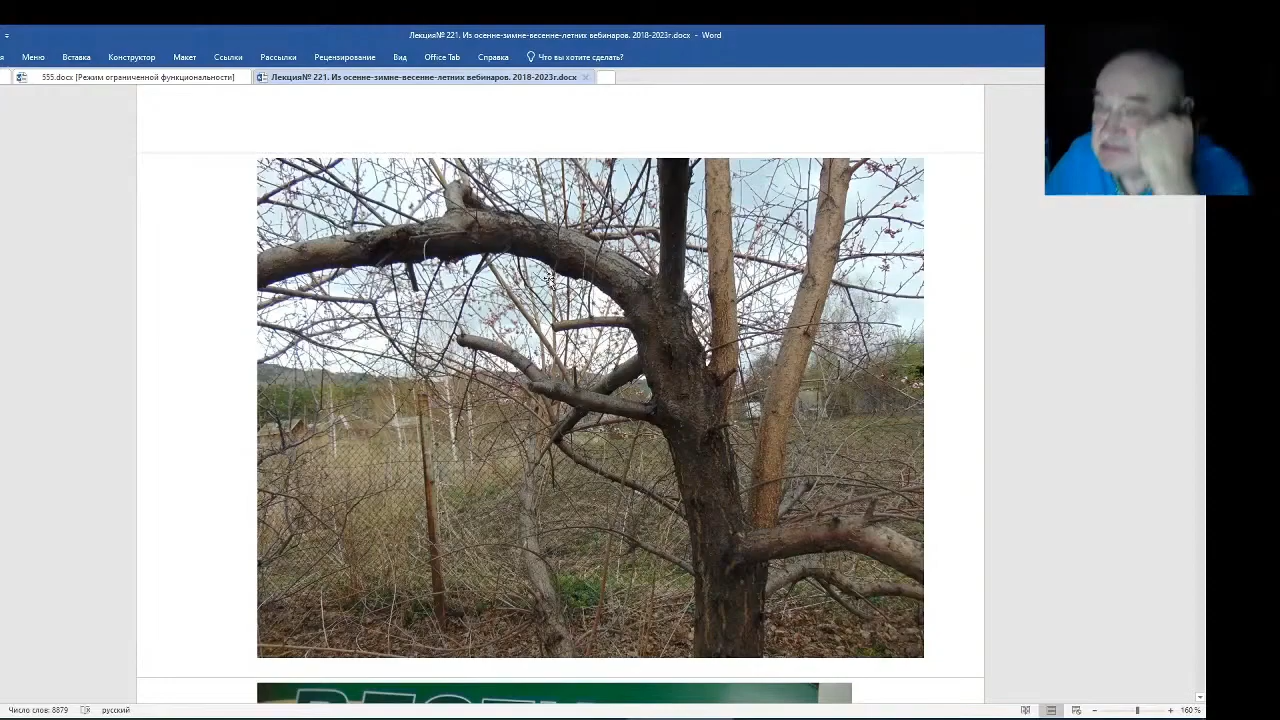 Лекция№ 221. Из осенне-зимне-весенне-летних вебинаров. 2018-2023г.docx - Word
Меню Вставка Конструктор Макет Ссылки Рассылки Рецензирование Вид Office Tab Справка Что вы хотите сделать?
555.docx [Режим ограниченной функциональности] Лекция№ 221. Из осенне-зимне-весенне-летних вебинаров. 2018-2023г.docx
Число слов: 8879 русский 160 %